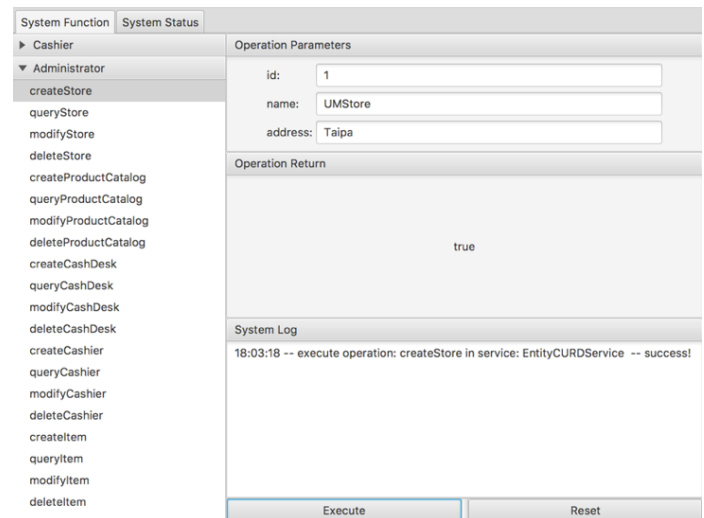 System Function System Status
Cashier
Administrator
createStore
queryStore
modifyStore
deleteStore
createProductCatalog
queryProductCatalog
modifyProductCatalog
deleteProductCatalog
createCashDesk
queryCashDesk
modifyCashDesk
deleteCashDesk
createCashier
queryCashier
modifyCashier
deleteCashier
createItem
queryItem
modifyItem
deleteItem
Operation Parameters
id: 1
name: UMStore
address: Taipa
Operation Return
true
System Log
18:03:18 -- execute operation: createStore in service: EntityCURDService -- success!
Execute Reset